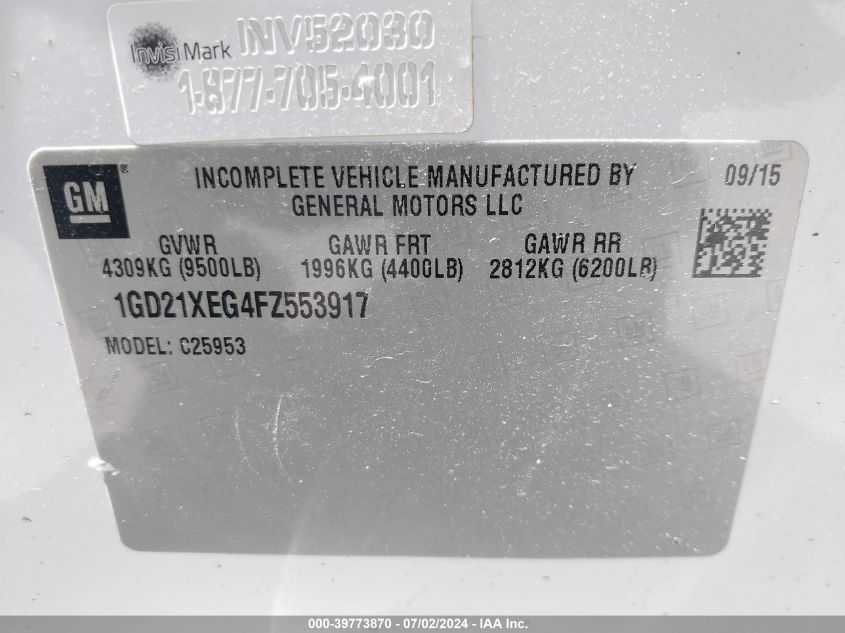 InvisiMark INV52030
1-877-705-4001
GM ® INCOMPLETE VEHICLE MANUFACTURED BY 09/15
GENERAL MOTORS LLC
GVWR GAWR FRT GAWR RR
4309KG (9500LB) 1996KG (4400LB) 2812KG (6200LB)
1GD21XEG4FZ553917
MODEL: C25953
000-39773870 - 07/02/2024 - IAA Inc.